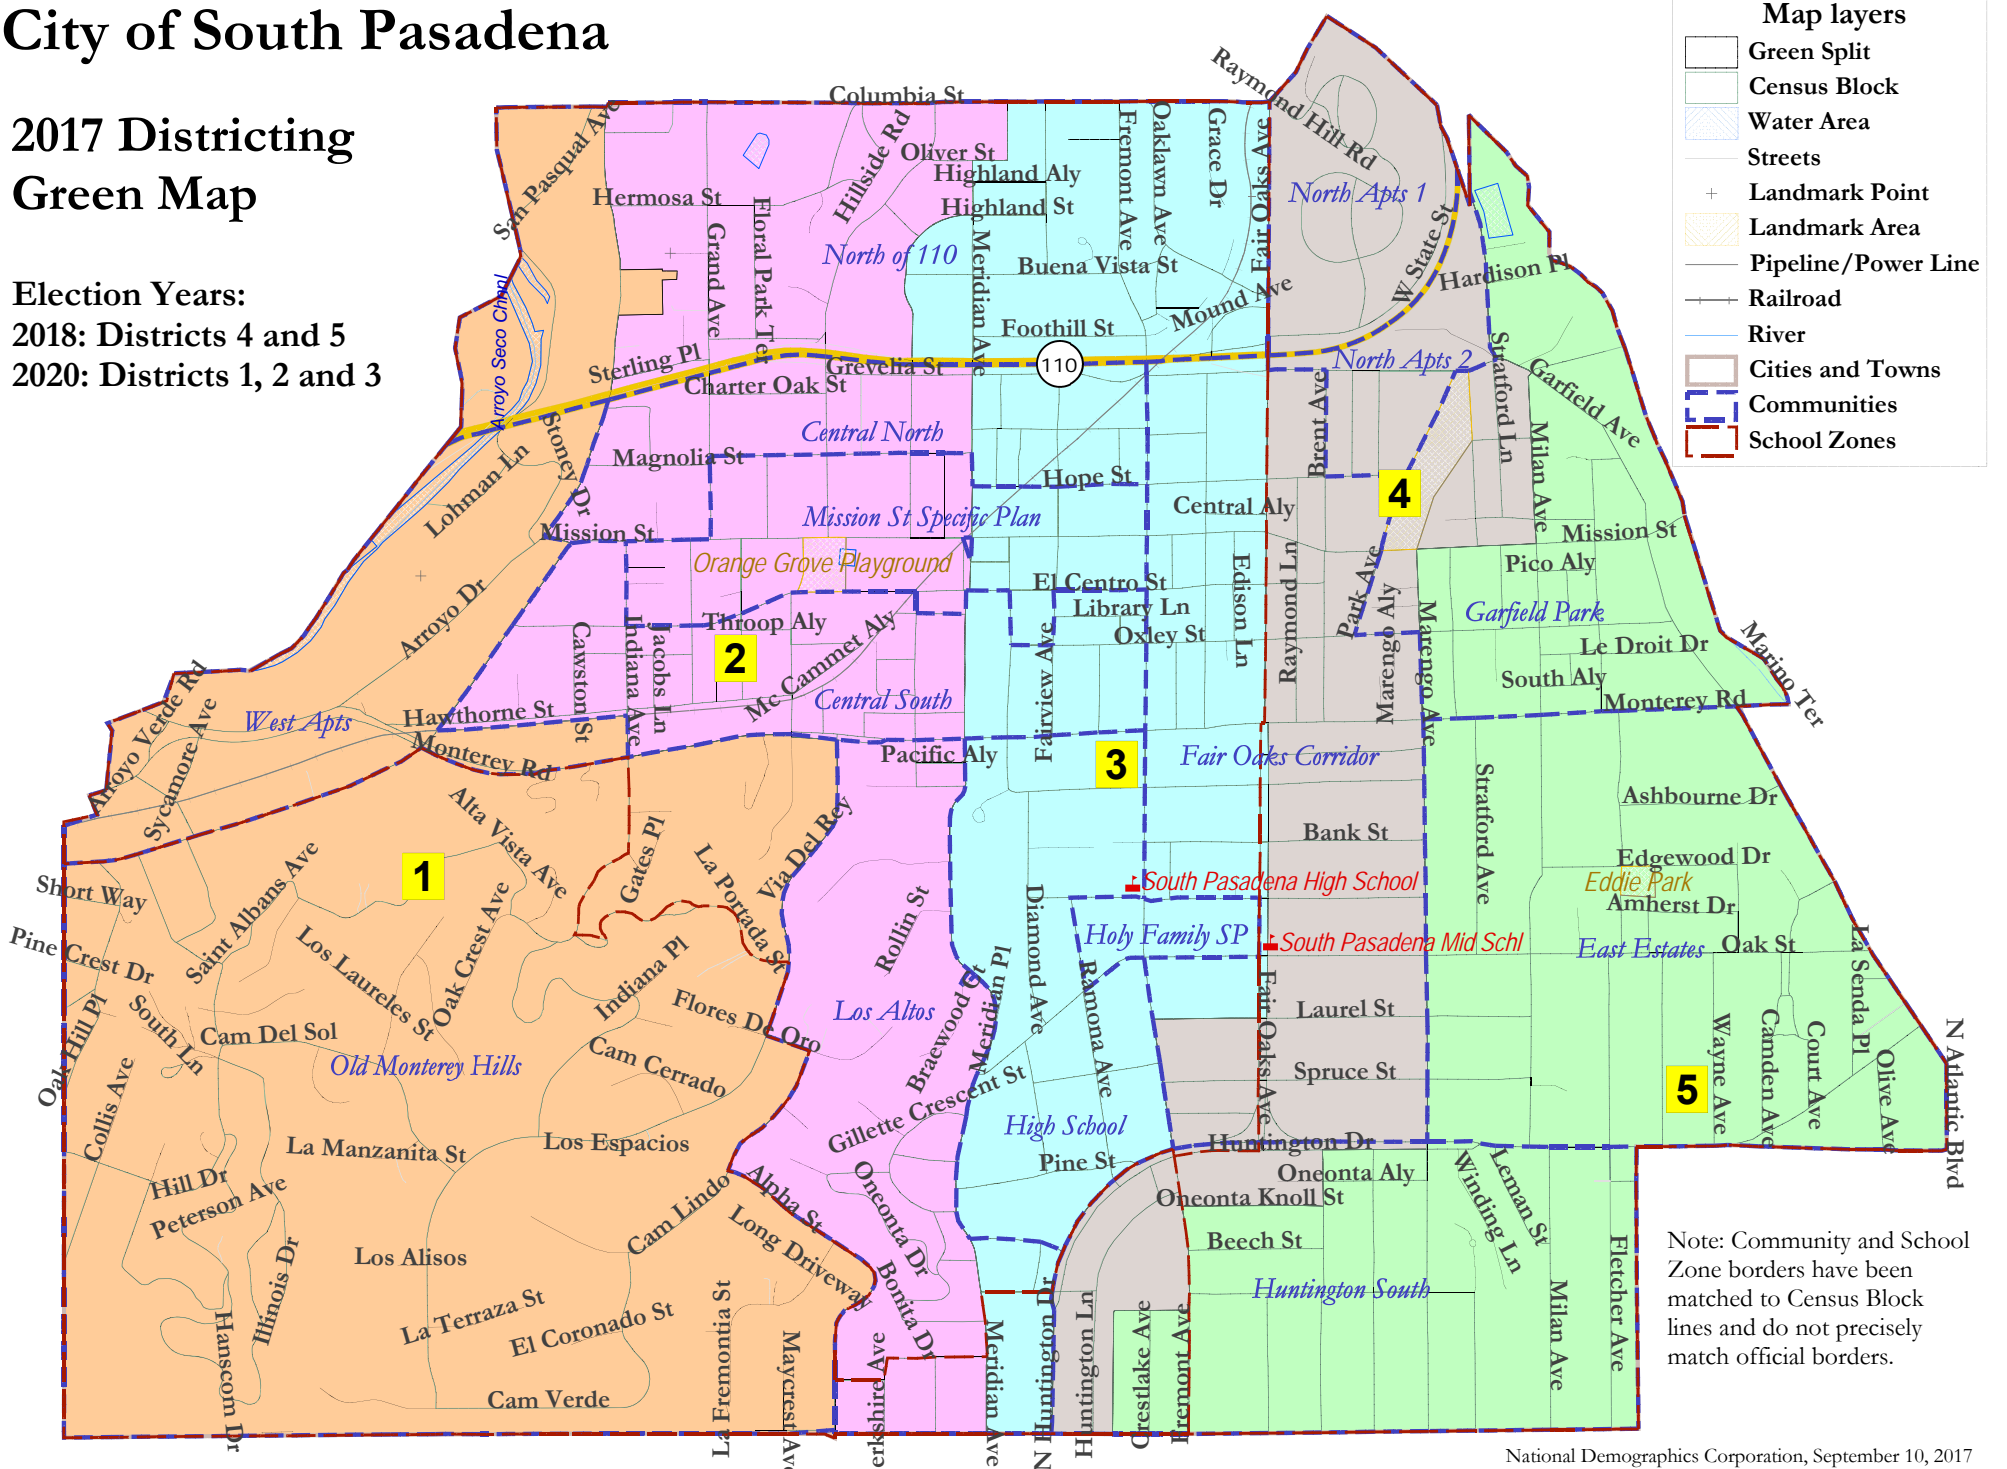 City of South Pasadena
2017 Districting
Green Map
Election Years:
2018: Districts 4 and 5
2020: Districts 1, 2 and 3
Map layers
Green Split
Census Block
Water Area
Streets
Landmark Point
Landmark Area
Pipeline/Power Line
Railroad
River
Cities and Towns
Communities
School Zones
Columbia St
Raymond Hill Rd
San Pasqual Ave
Hillside Rd
Oliver St
Highland Aly
Highland St
Fremont Ave
Oaklawn Ave
Grace Dr
Fair Oaks Ave
North Apts 1
Hermosa St
Grand Ave
Floral Park Ter
North of 110
Meridian Ave
Buena Vista St
Mound Ave
W State St
Hardison Pl
Arroyo Seco Chnnl
Foothill St
110
Sterling Pl
Grevelia St
Charter Oak St
North Apts 2
Stratford Ln
Garfield Ave
Brent Ave
Milan Ave
Central North
Magnolia St
Stoney Dr
Lohman Ln
Hope St
4
Central Aly
Mission St Specific Plan
Mission St
Mission St
Orange Grove Playground
Pico Aly
El Centro St
Library Ln
Oxley St
Edison Ln
Raymond Ln
Park Ave
Marengo Aly
Marengo Ave
Garfield Park
Arroyo Dr
Throop Aly
2
Mc Cammet Aly
Cawston St
Indiana Ave
Jacobs Ln
Fairview Ave
Le Droit Dr
South Aly
Monterey Rd
Marino Ter
Central South
Arroyo Verde Rd
Sycamore Ave
West Apts
Hawthorne St
Monterey Rd
Pacific Aly
3
Fair Oaks Corridor
Stratford Ave
Ashbourne Dr
Alta Vista Ave
Gates Pl
La Portada St
Via Del Rey
Bank St
Edgewood Dr
1
South Pasadena High School
Eddie Park
Amherst Dr
Short Way
Saint Albans Ave
Oak Crest Ave
Rollin St
Diamond Ave
Holy Family SP
South Pasadena Mid Schl
East Estates
Oak St
La Senda Pl
Pine Crest Dr
Los Laureles St
Indiana Pl
Meridian Pl
Ramona Ave
Fair Oaks Ave
Oak Hill Pl
South Ln
Cam Del Sol
Flores De Oro
Los Altos
Braewood Ct
Laurel St
Wayne Ave
Camden Ave
Court Ave
Olive Ave
N Atlantic Blvd
Old Monterey Hills
Cam Cerrado
Spruce St
5
Collis Ave
Gillette Crescent St
High School
La Manzanita St
Los Espacios
Huntington Dr
Pine St
Oneonta Aly
Hill Dr
Peterson Ave
Alpha St
Oneonta Dr
Oneonta Knoll St
Winding Ln
Leman St
Cam Lindo
Long Driveway
Beech St
Fletcher Ave
Los Alisos
Illinois Dr
Bonita Dr
Huntington South
La Terraza St
El Coronado St
Hanscom Dr
La Fremontia St
Maycrest Av
erkshire Ave
Meridian Ave
N Huntington Dr
Huntington Ln
Crestlake Ave
Fremont Ave
Milan Ave
Cam Verde
Note: Community and School
Zone borders have been
matched to Census Block
lines and do not precisely
match official borders.
National Demographics Corporation, September 10, 2017